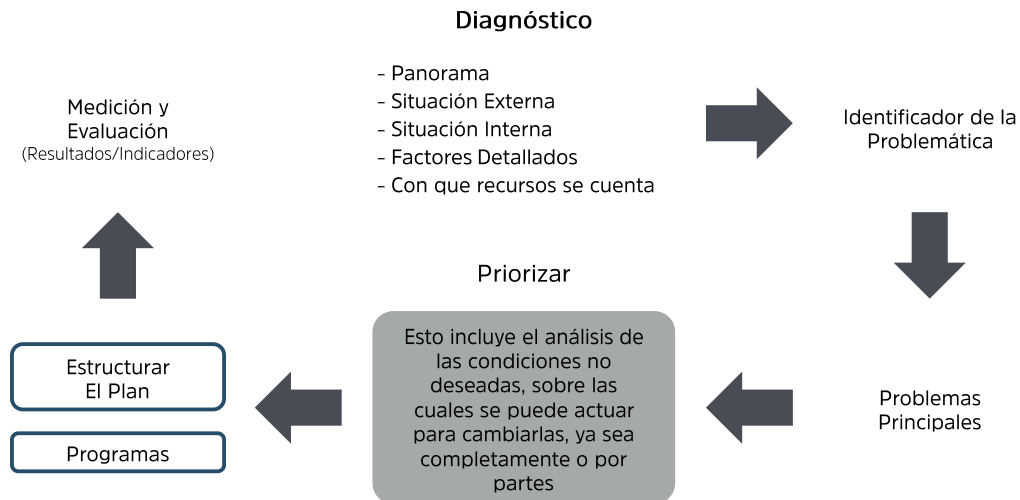 Diagnóstico
- Panorama
- Situación Externa
- Situación Interna
- Factores Detallados
- Con que recursos se cuenta
Identificador de la
Problemática
Problemas
Principales
Priorizar
Esto incluye el análisis de
las condiciones no
deseadas, sobre las
cuales se puede actuar
para cambiarlas, ya sea
completamente o por
partes
Estructurar
El Plan
Programas
Medición y
Evaluación
(Resultados/Indicadores)